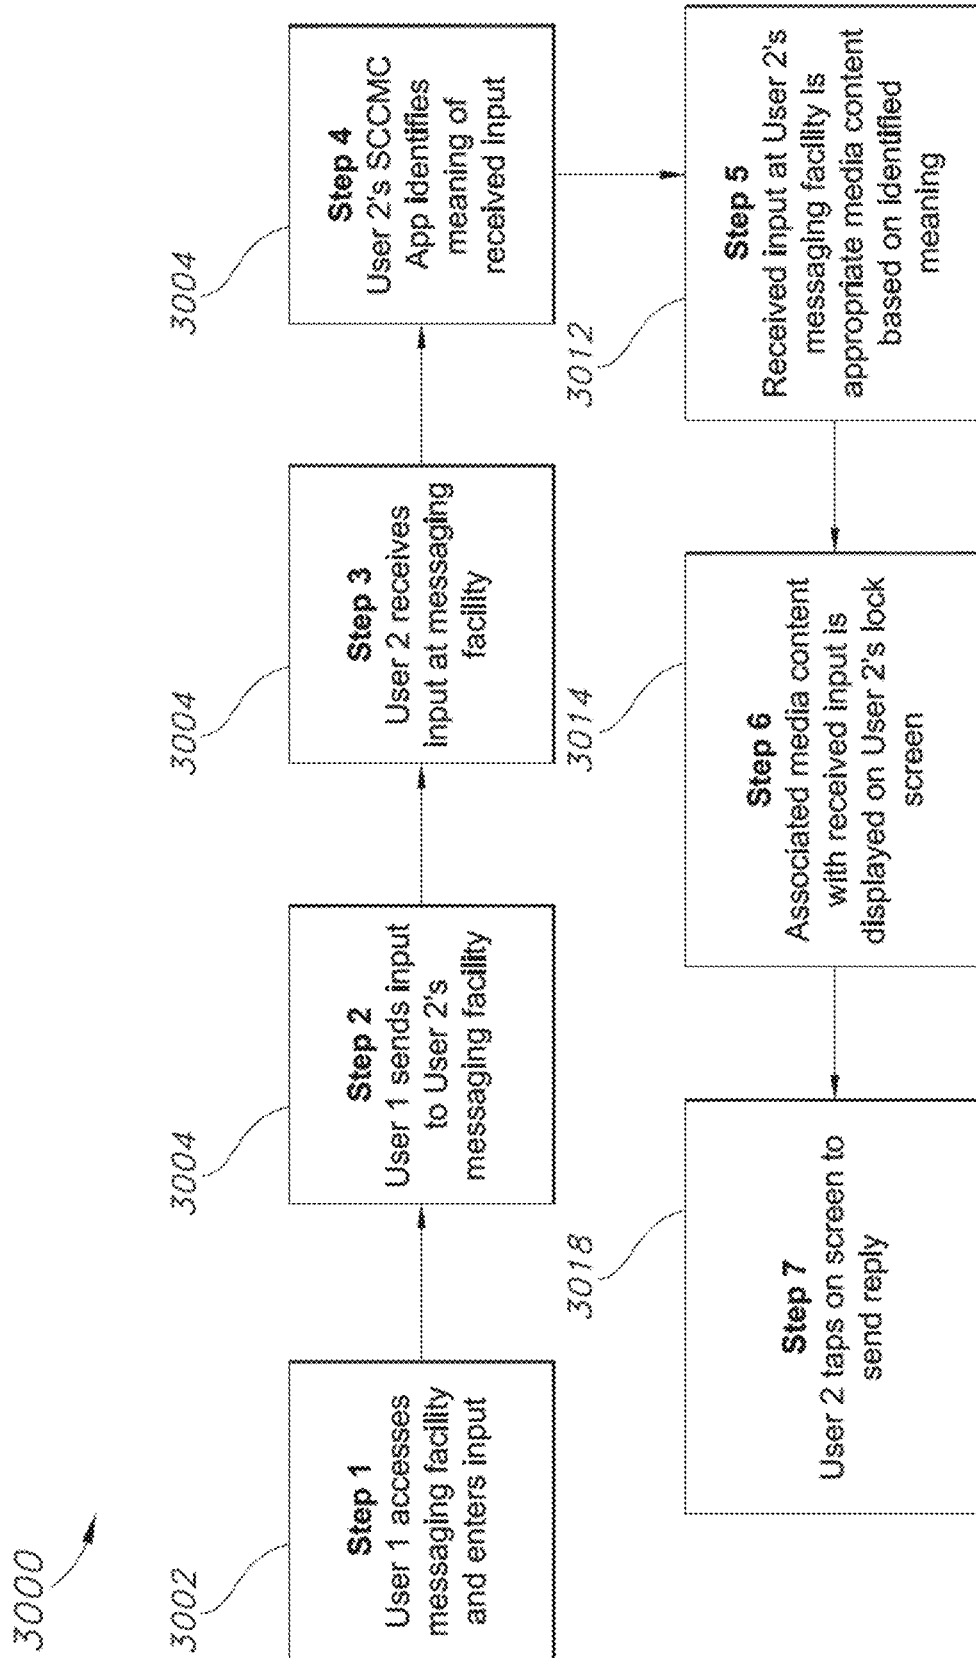 3000
3002
Step 1
User 1 accesses
messaging facility
and enters input
3004
Step 2
User 1 sends input
to User 2's
messaging facility
3004
Step 3
User 2 receives
input at messaging
facility
3004
Step 4
User 2's SCCMC
App identifies
meaning of
received input
3012
Step 5
Received input at User 2's
messaging facility is
appropriate media content
based on identified
meaning
3014
Step 6
Associated media content
with received input is
displayed on User 2's lock
screen
3018
Step 7
User 2 taps on screen to
send reply